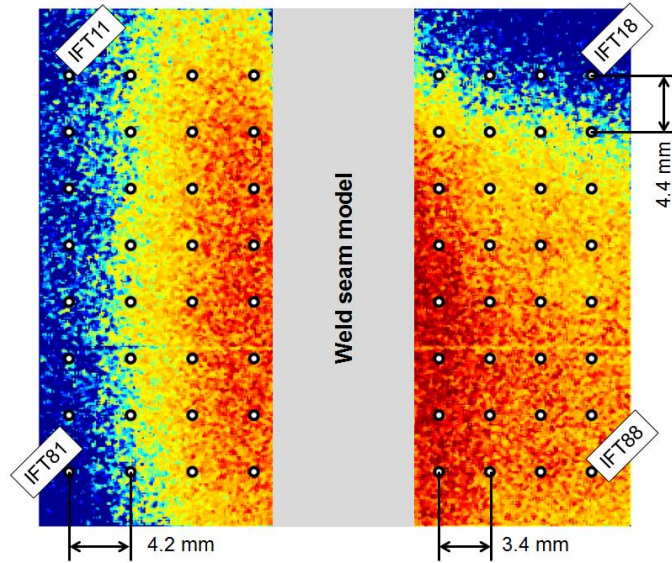 IFT11
IFT18
4.4 mm
Weld seam model
IFT81
IFT88
4.2 mm
3.4 mm